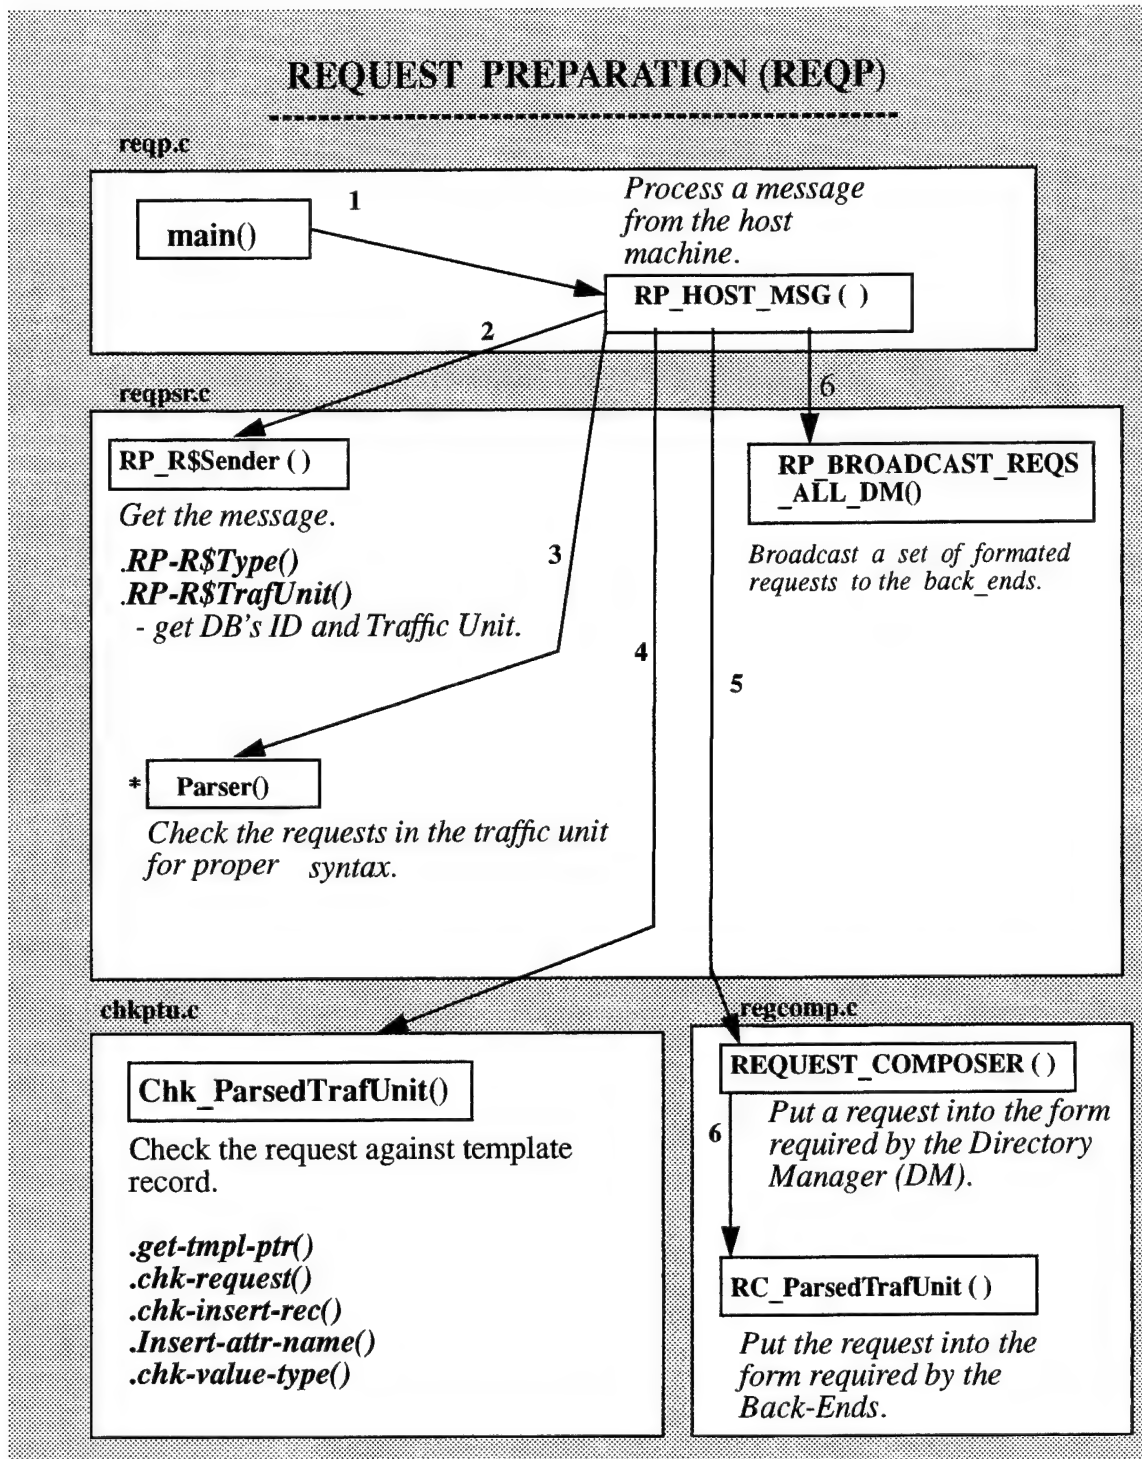 REQUEST PREPARATION (REQP)
reqp.c
main()
1
Process a message
from the host
machine.
RP_HOST_MSG ( )
2
reqpsr.c
6
RP_R$Sender ( )
Get the message.
.RP-R$Type()
.RP-R$TrafUnit()
- get DB's ID and Traffic Unit.
RP_BROADCAST_REQS
_ALL_DM()
Broadcast a set of formated
requests to the back_ends.
3
4
5
* Parser()
Check the requests in the traffic unit
for proper syntax.
chkptu.c
Chk_ParsedTrafUnit()
Check the request against template
record.
.get-tmpl-ptr()
.chk-request()
.chk-insert-rec()
.Insert-attr-name()
.chk-value-type()
regcomp.c
REQUEST_COMPOSER ( )
6
Put a request into the form
required by the Directory
Manager (DM).
RC_ParsedTrafUnit ( )
Put the request into the
form required by the
Back-Ends.